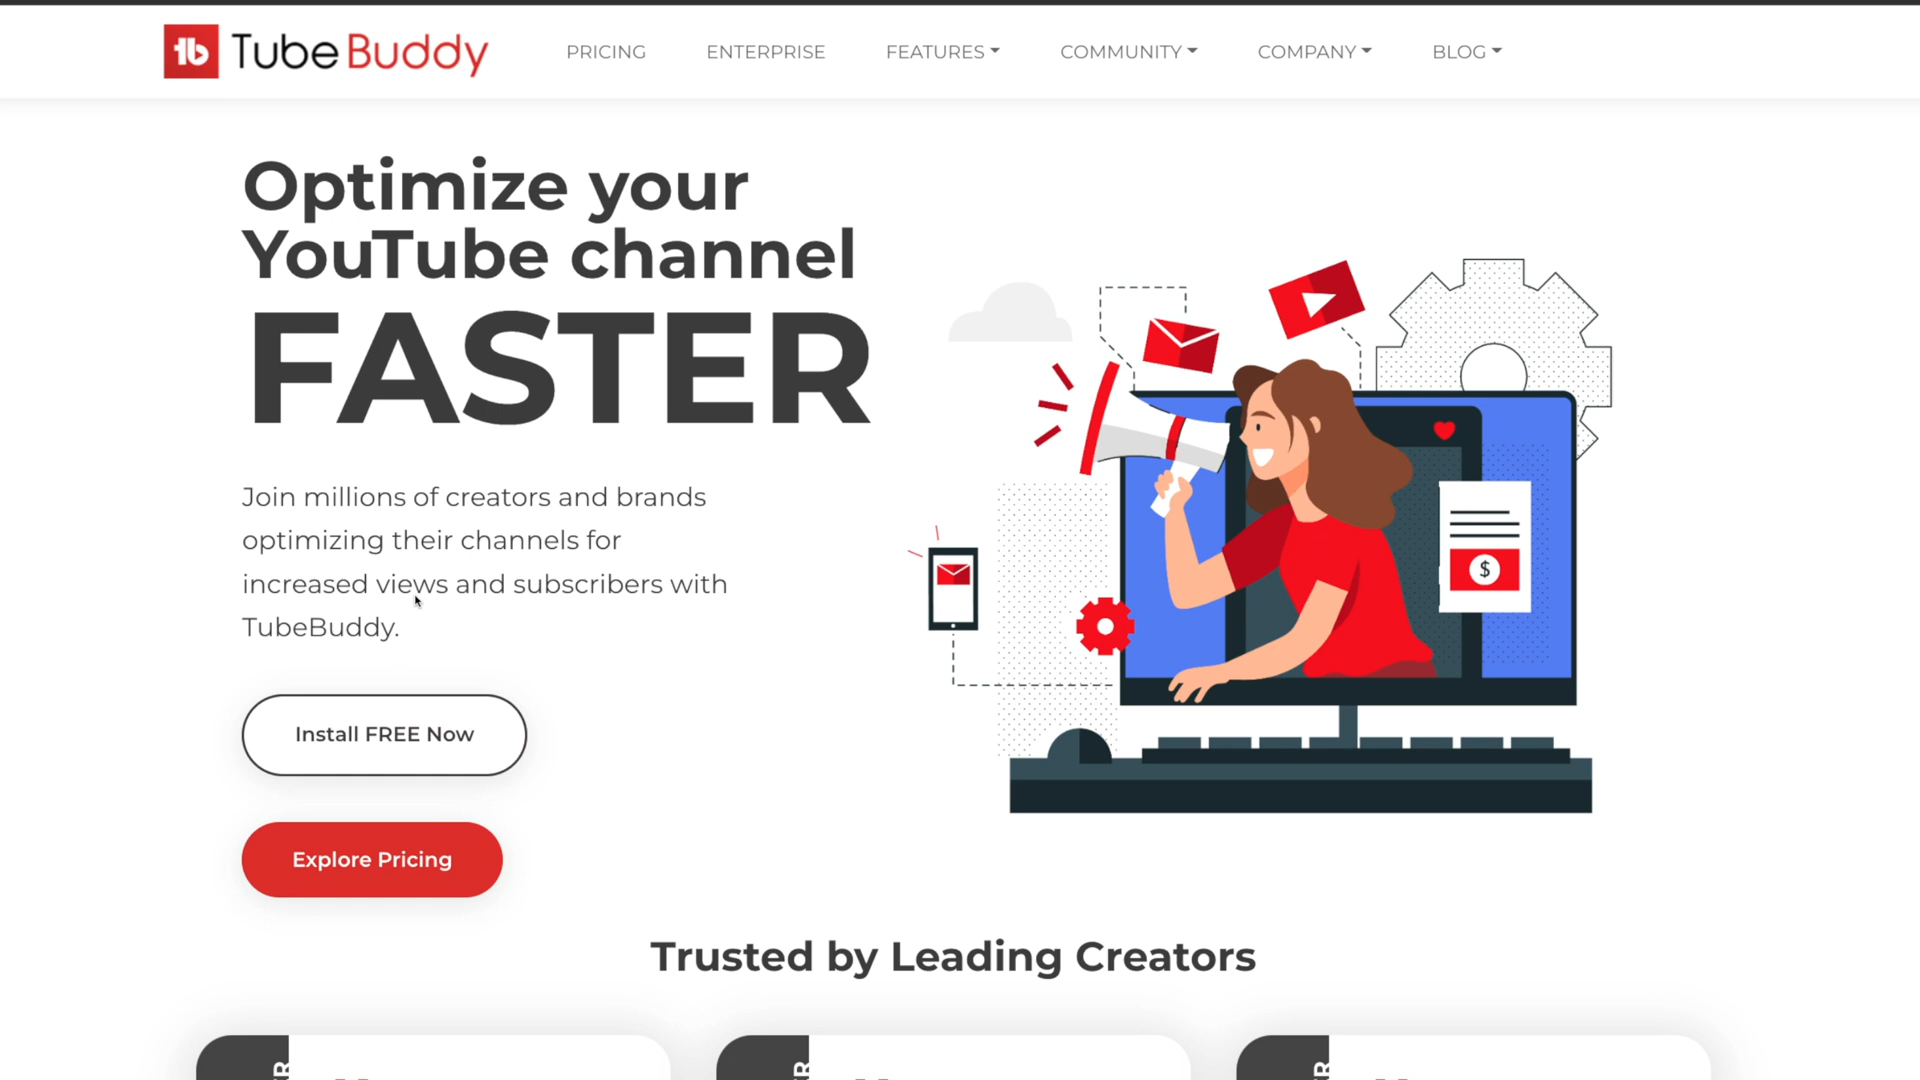 tb TubeBuddy
PRICING
ENTERPRISE
FEATURES
COMMUNITY
COMPANY
BLOG
Optimize your
YouTube channel
FASTER
Join millions of creators and brands
optimizing their channels for
increased views and subscribers with
TubeBuddy.
$
Install FREE Now
Explore Pricing
Trusted by Leading Creators